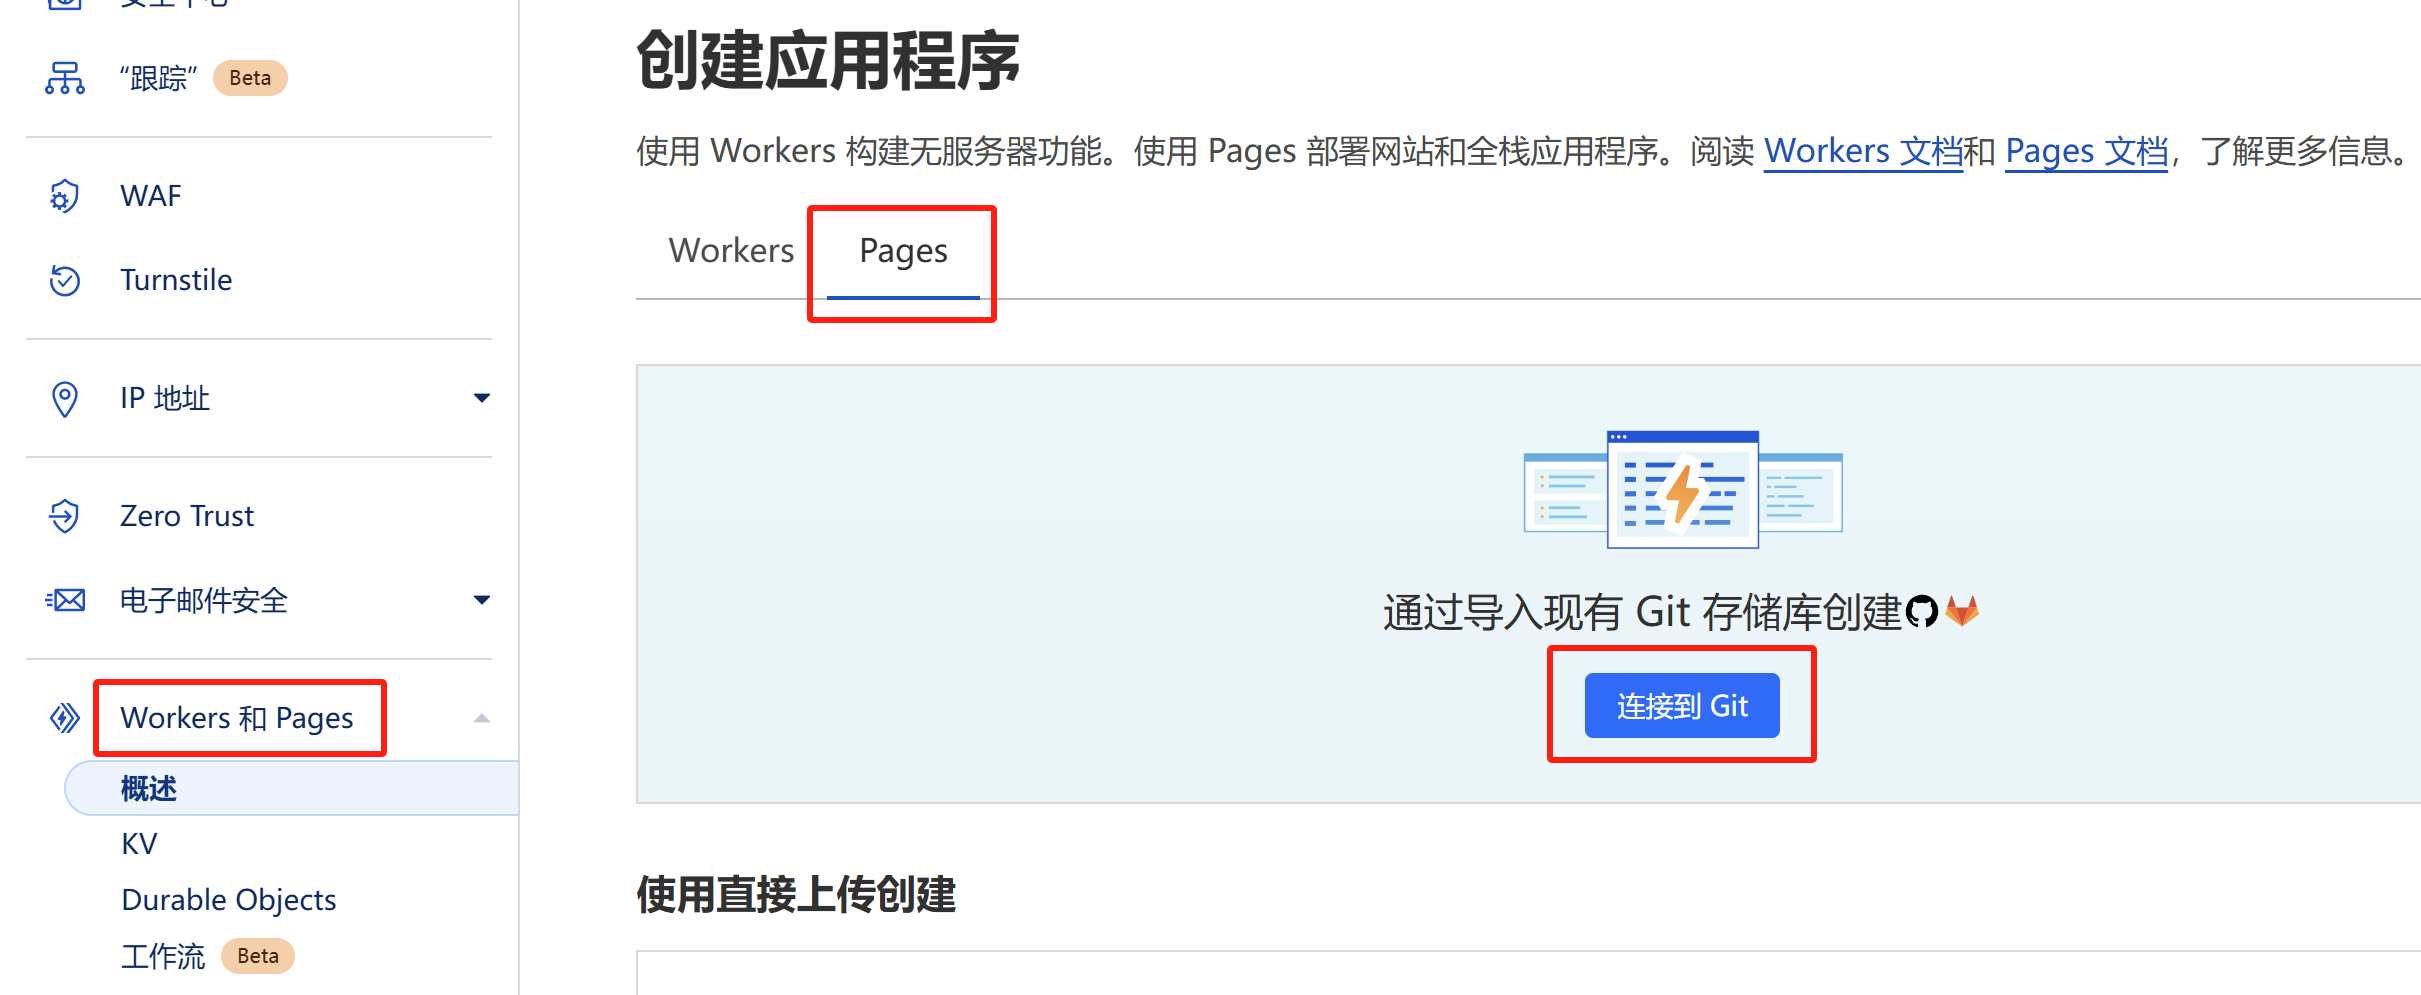 “跟踪” Beta
WAF
Turnstile
IP 地址
Zero Trust
电子邮件安全
Workers 和 Pages
概述
KV
Durable Objects
工作流 Beta
创建应用程序
使用 Workers 构建无服务器功能。使用 Pages 部署网站和全栈应用程序。阅读 Workers 文档和 Pages 文档，了解更多信息。
Workers Pages
通过导入现有 Git 存储库创建
连接到 Git
使用直接上传创建